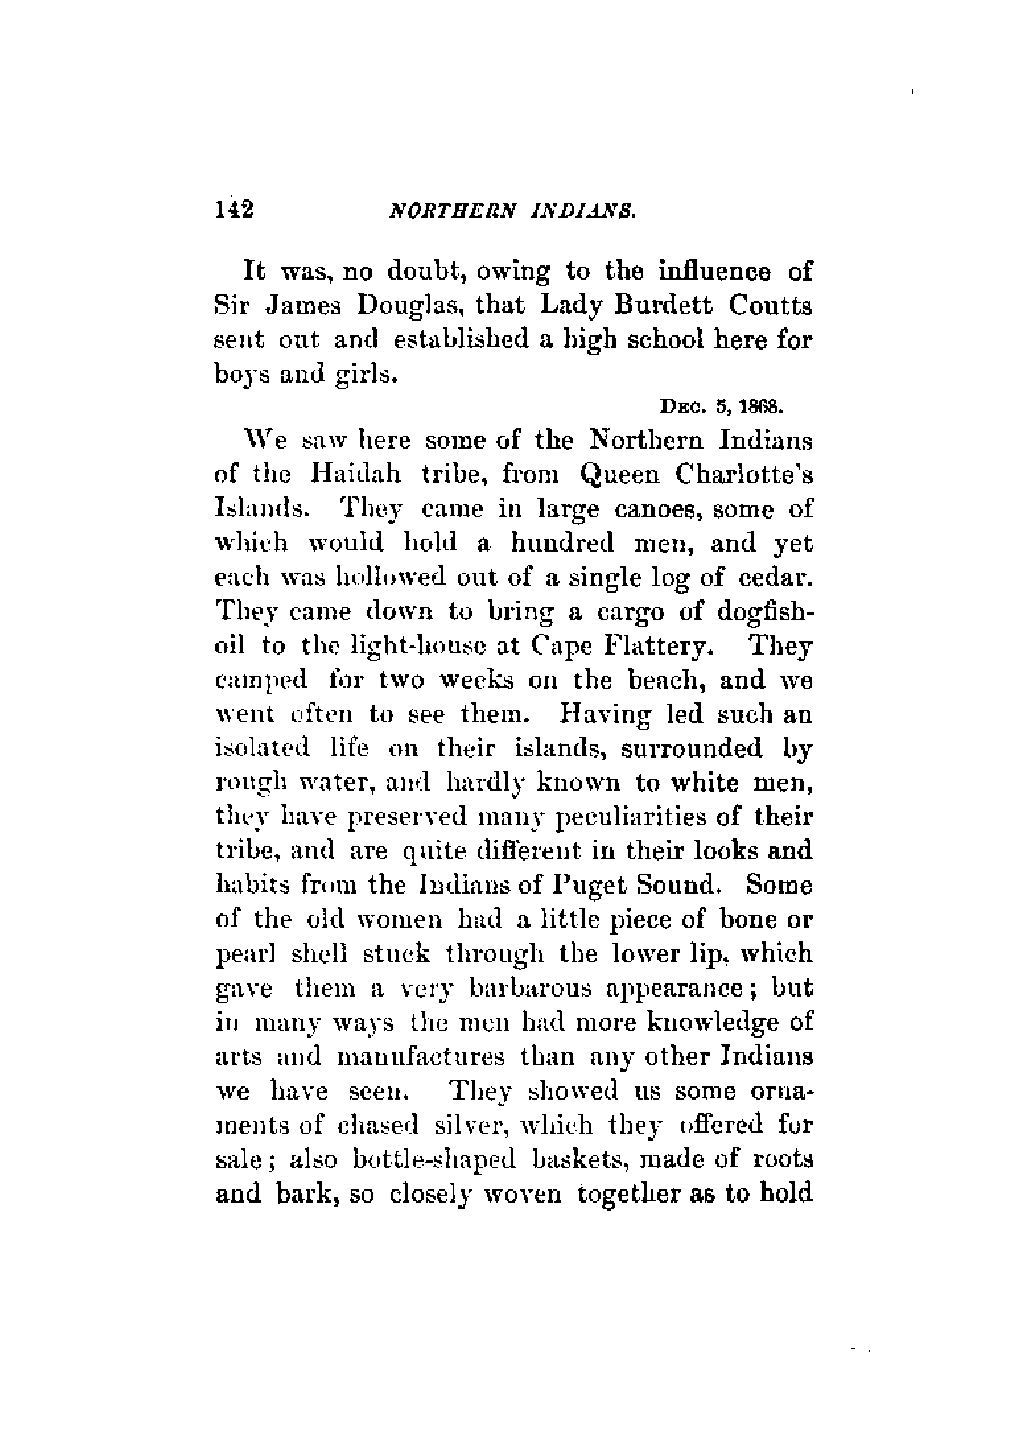 142 NORTHERN INDIANS.
It was, no doubt, owing to the influence of
Sir James Douglas, that Lady Burdett Coutts
sent out and established a high school here for
boys and girls.
DEC. 5, 1868.
We saw here some of the Northern Indians
of the Haidah tribe, from Queen Charlotte's
Islands. They came in large canoes, some of
which would hold a hundred men, and yet
each was hollowed out of a single log of cedar.
They came down to bring a cargo of dogfish-
oil to the light-house at Cape Flattery. They
camped for two weeks on the beach, and we
went often to see them. Having led such an
isolated life on their islands, surrounded by
rough water, and hardly known to white men,
they have preserved many peculiarities of their
tribe, and are quite different in their looks and
habits from the Indians of Puget Sound. Some
of the old women had a little piece of bone or
pearl shell stuck through the lower lip, which
gave them a very barbarous appearance; but
in many ways the men had more knowledge of
arts and manufactures than any other Indians
we have seen. They showed us some orna-
ments of chased silver, which they offered for
sale; also bottle-shaped baskets, made of roots
and bark, so closely woven together as to hold